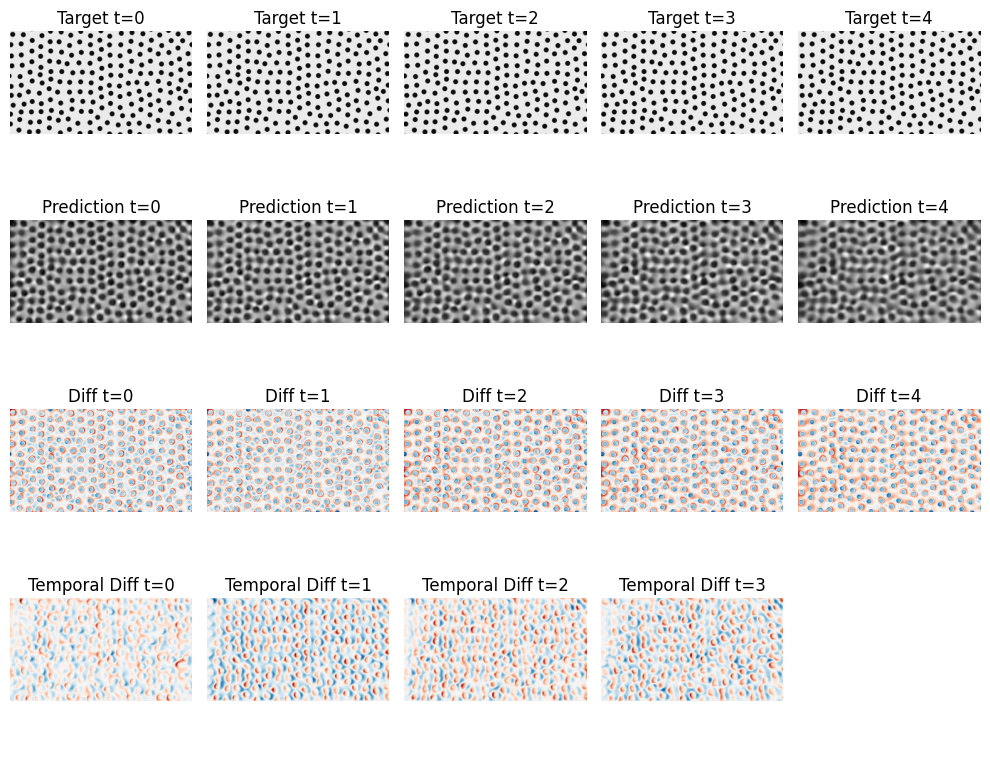 Target t=0 Target t=1 Target t=2 Target t=3 Target t=4
Prediction t=0 Prediction t=1 Prediction t=2 Prediction t=3 Prediction t=4
Diff t=0 Diff t=1 Diff t=2 Diff t=3 Diff t=4
Temporal Diff t=0 Temporal Diff t=1 Temporal Diff t=2 Temporal Diff t=3